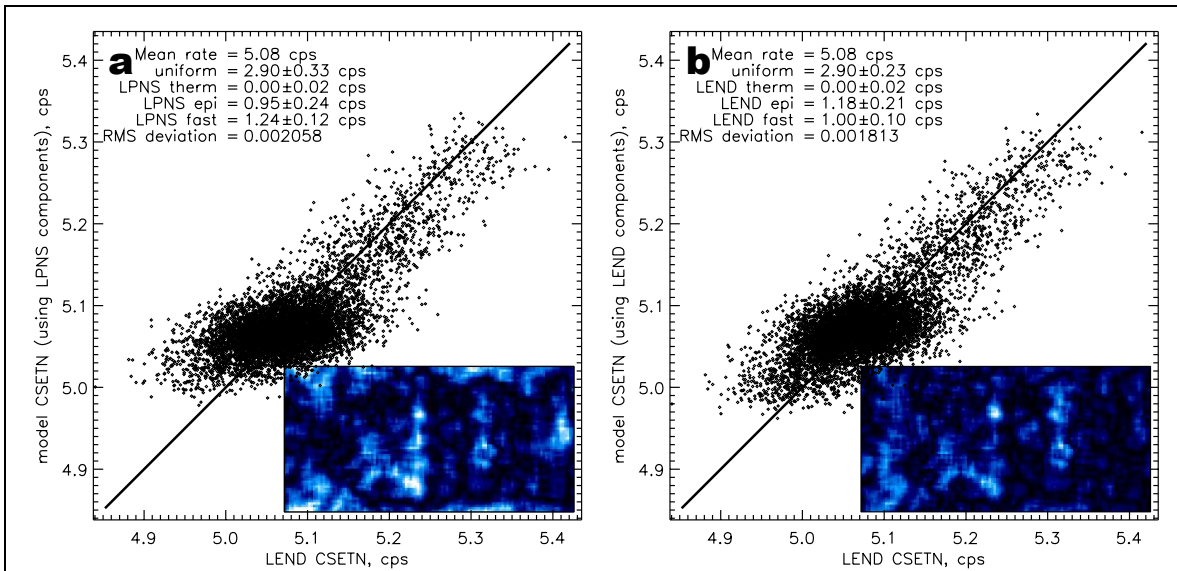 a
Mean rate = 5.08 cps
uniform = 2.90±0.33 cps
LPNS therm = 0.00±0.02 cps
LPNS epi = 0.95±0.24 cps
LPNS fast = 1.24±0.12 cps
RMS deviation = 0.002058
model CSETN (using LPNS components), cps
5.4
5.3
5.2
5.1
5.0
4.9
4.9 5.0 5.1 5.2 5.3 5.4
LEND CSETN, cps
b
Mean rate = 5.08 cps
uniform = 2.90±0.23 cps
LEND therm = 0.00±0.02 cps
LEND epi = 1.18±0.21 cps
LEND fast = 1.00±0.10 cps
RMS deviation = 0.001813
model CSETN (using LEND components), cps
5.4
5.3
5.2
5.1
5.0
4.9
4.9 5.0 5.1 5.2 5.3 5.4
LEND CSETN, cps